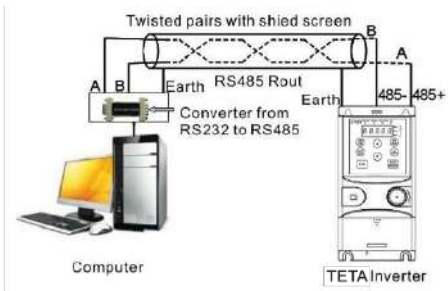 Twisted pairs with shied screen
B
A
A B Earth
RS485 Rout
Earth 485- 485+
Converter from
RS232 to RS485
Computer
TETA Inverter